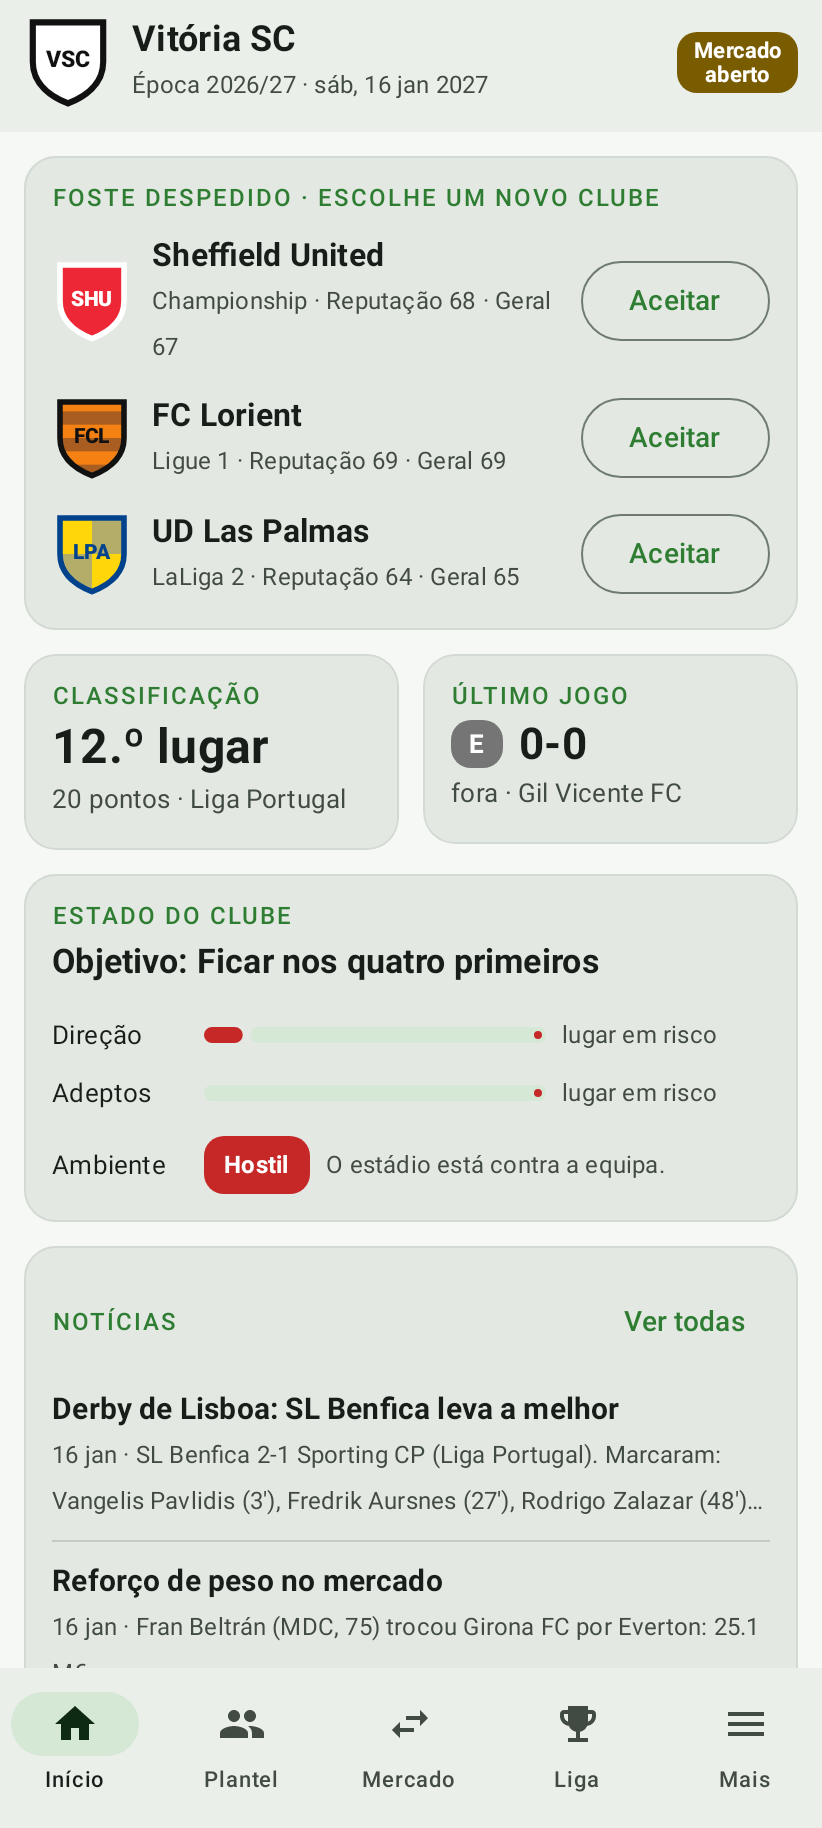 VSC
Vitória SC
Época 2026/27 · sáb, 16 jan 2027
Mercado
aberto
FOSTE DESPEDIDO · ESCOLHE UM NOVO CLUBE
SHU
Sheffield United
Championship · Reputação 68 · Geral
67
Aceitar
FCL
FC Lorient
Ligue 1 · Reputação 69 · Geral 69
Aceitar
LPA
UD Las Palmas
LaLiga 2 · Reputação 64 · Geral 65
Aceitar
CLASSIFICAÇÃO
12.º lugar
20 pontos · Liga Portugal
ÚLTIMO JOGO
E 0-0
fora · Gil Vicente FC
ESTADO DO CLUBE
Objetivo: Ficar nos quatro primeiros
Direção lugar em risco
Adeptos lugar em risco
Ambiente Hostil O estádio está contra a equipa.
NOTÍCIAS Ver todas
Derby de Lisboa: SL Benfica leva a melhor
16 jan · SL Benfica 2-1 Sporting CP (Liga Portugal). Marcaram:
Vangelis Pavlidis (3'), Fredrik Aursnes (27'), Rodrigo Zalazar (48')…
Reforço de peso no mercado
16 jan · Fran Beltrán (MDC, 75) trocou Girona FC por Everton: 25.1
Início Plantel Mercado Liga Mais